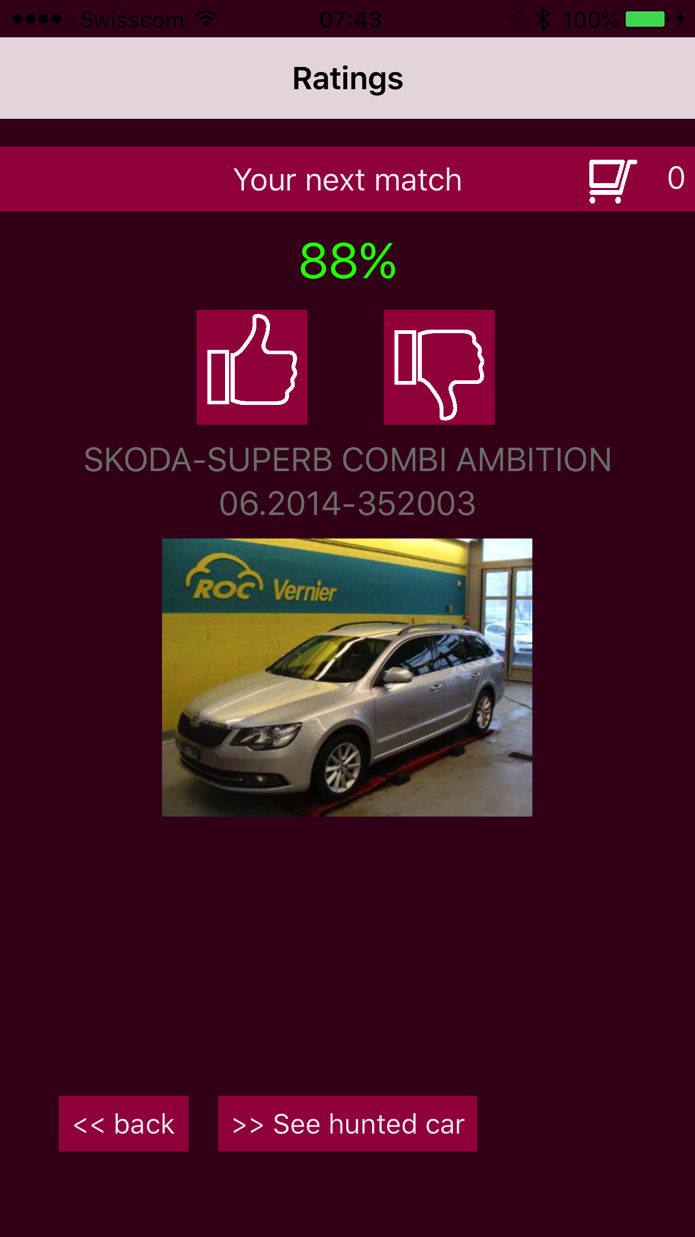 Swisscom 07:43 100%
Ratings
Your next match 0
88%
SKODA-SUPERB COMBI AMBITION
06.2014-352003
ROC Vernier
<< back >> See hunted car